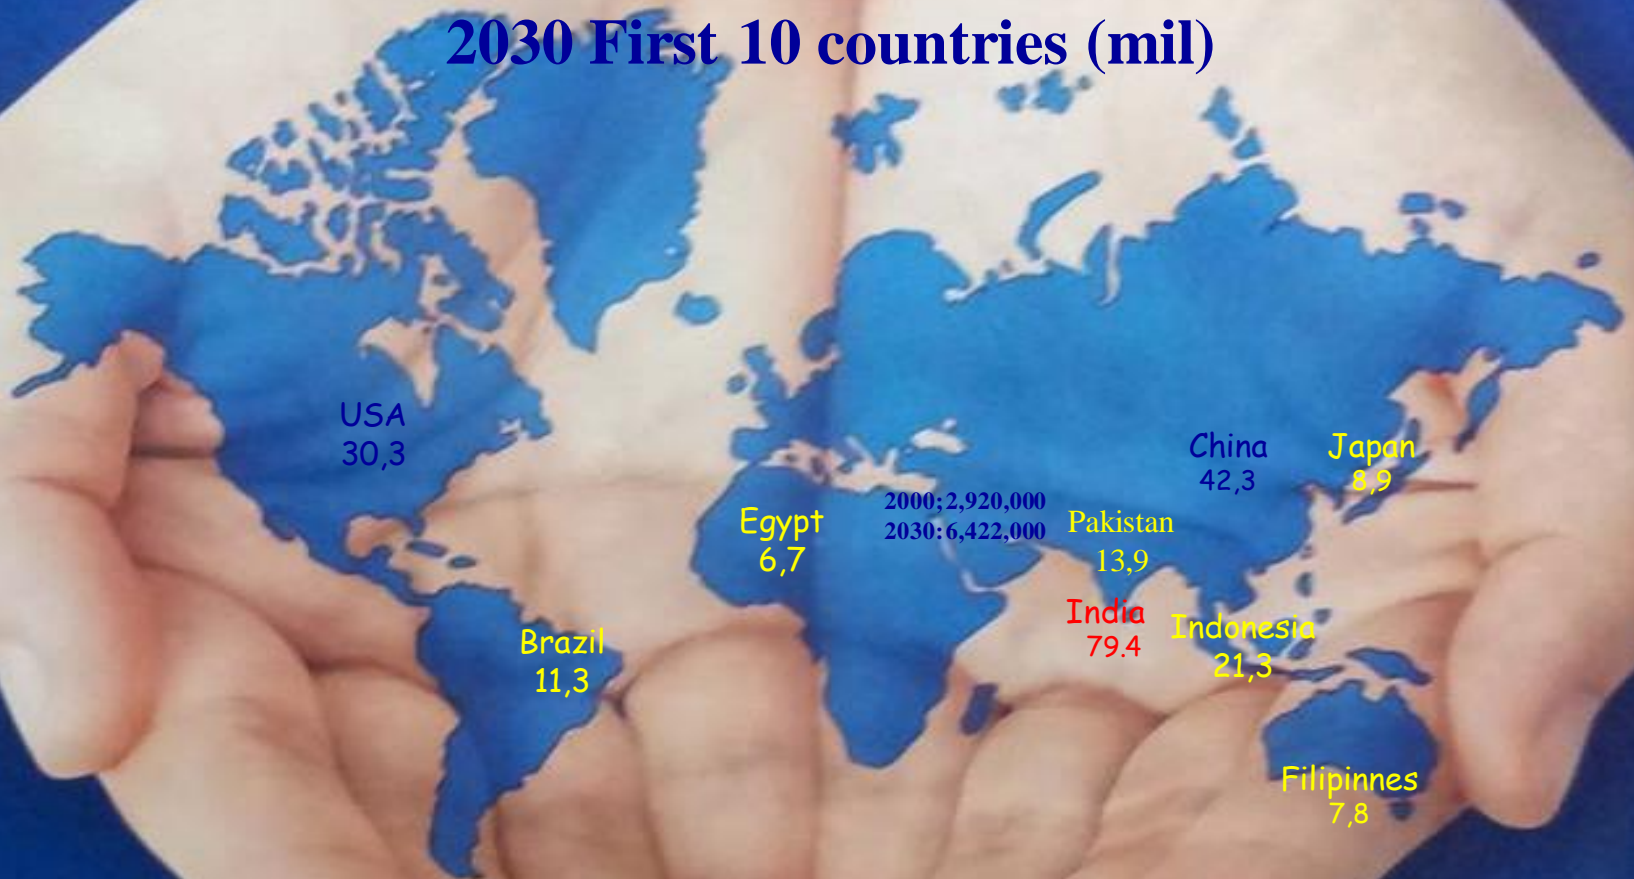 2030 First 10 countries (mil)
USA
30,3
China
42,3
Japan
8,9
2000;2,920,000
2030:6,422,000
Egypt
6,7
Pakistan
13,9
India
79.4
Indonesia
21,3
Brazil
11,3
Filipinnes
7,8